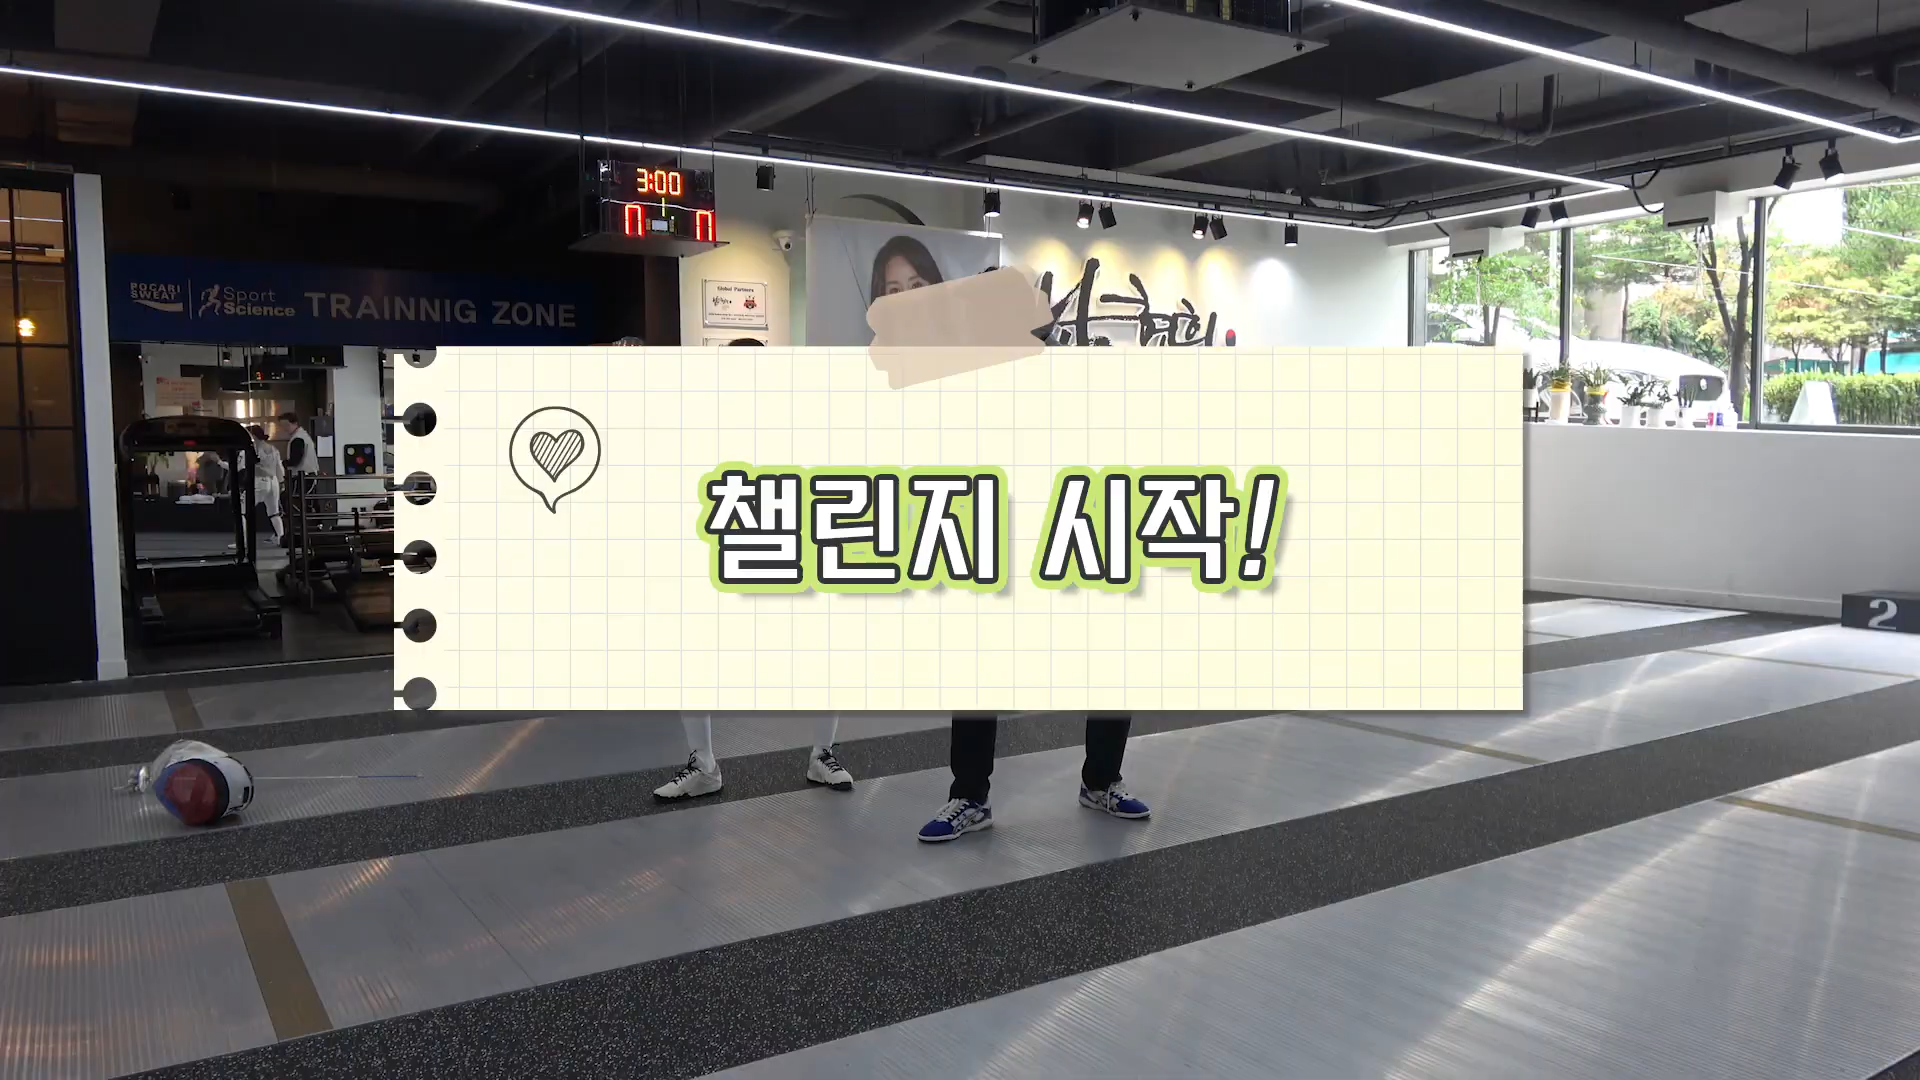 3:00
0 0
POCARI
SWEAT
Sport
Science
TRAINNIG ZONE
Global Partners
챌린지 시작!
2